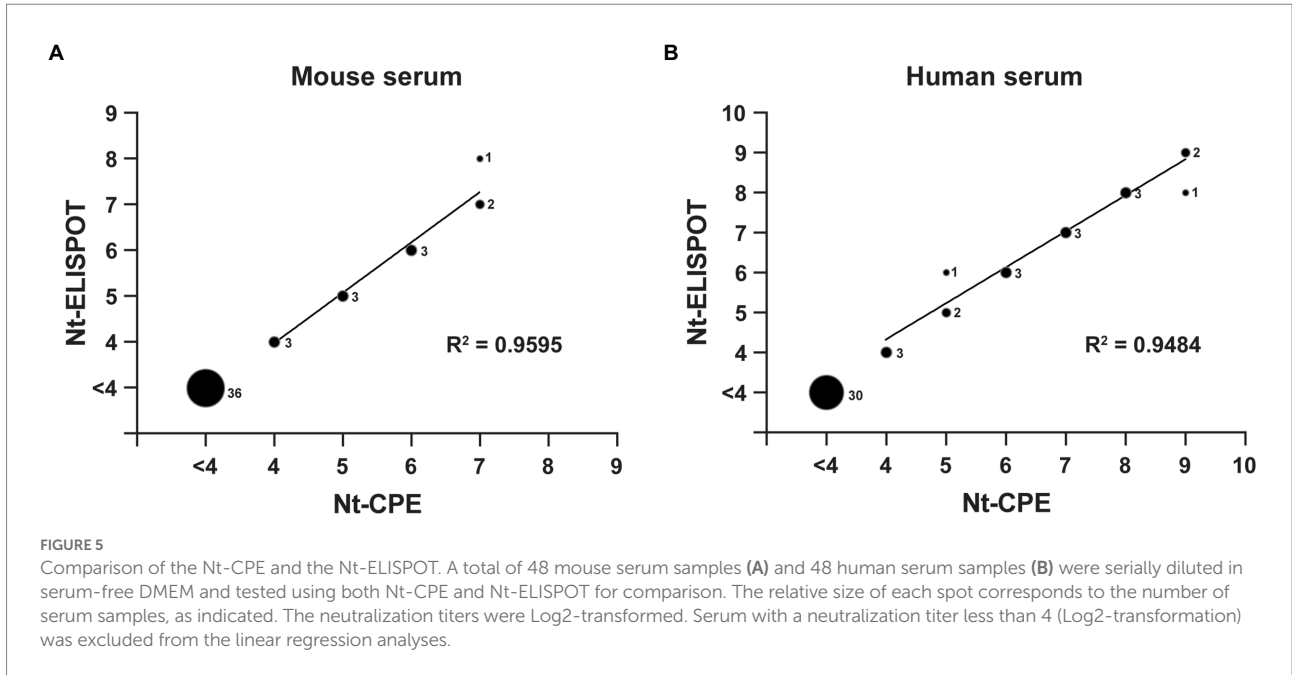 A
Mouse serum
9
8
7
6
5
4
<4
Nt-ELISPOT
1
2
3
3
3
36
R² = 0.9595
<4 4 5 6 7 8 9
Nt-CPE
B
Human serum
10
9
8
7
6
5
4
<4
Nt-ELISPOT
2
1
3
3
1
3
2
3
30
R² = 0.9484
<4 4 5 6 7 8 9 10
Nt-CPE
FIGURE 5
Comparison of the Nt-CPE and the Nt-ELISPOT. A total of 48 mouse serum samples (A) and 48 human serum samples (B) were serially diluted in
serum-free DMEM and tested using both Nt-CPE and Nt-ELISPOT for comparison. The relative size of each spot corresponds to the number of
serum samples, as indicated. The neutralization titers were Log2-transformed. Serum with a neutralization titer less than 4 (Log2-transformation)
was excluded from the linear regression analyses.